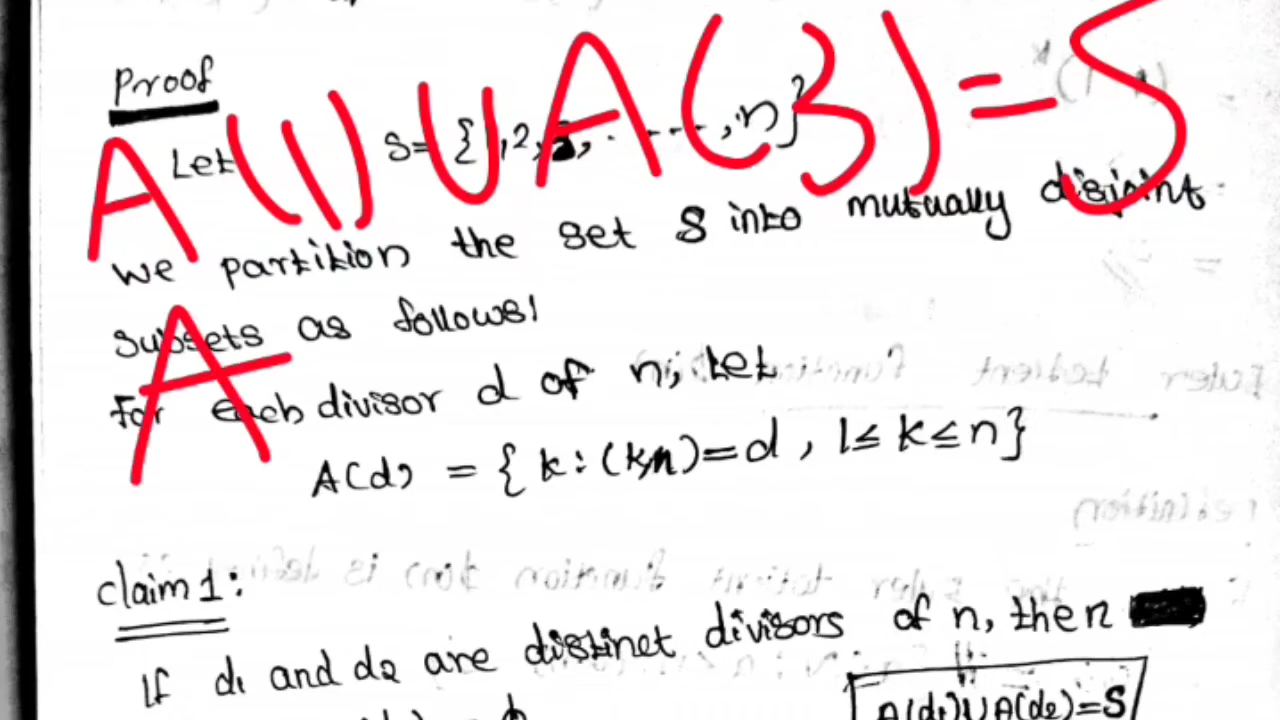 Proof
A(1) U A(3) = S
Let S = {1,2,3,.....,n}
we partition the set S into mutually disjoint
subsets as follows!
A
For each divisor d of n, Let
A(d) = { k : (k,n) = d , 1 ≤ k ≤ n}
claim 1:
If d1 and d2 are distinct divisors of n, then
A(d1)UA(d2)=S